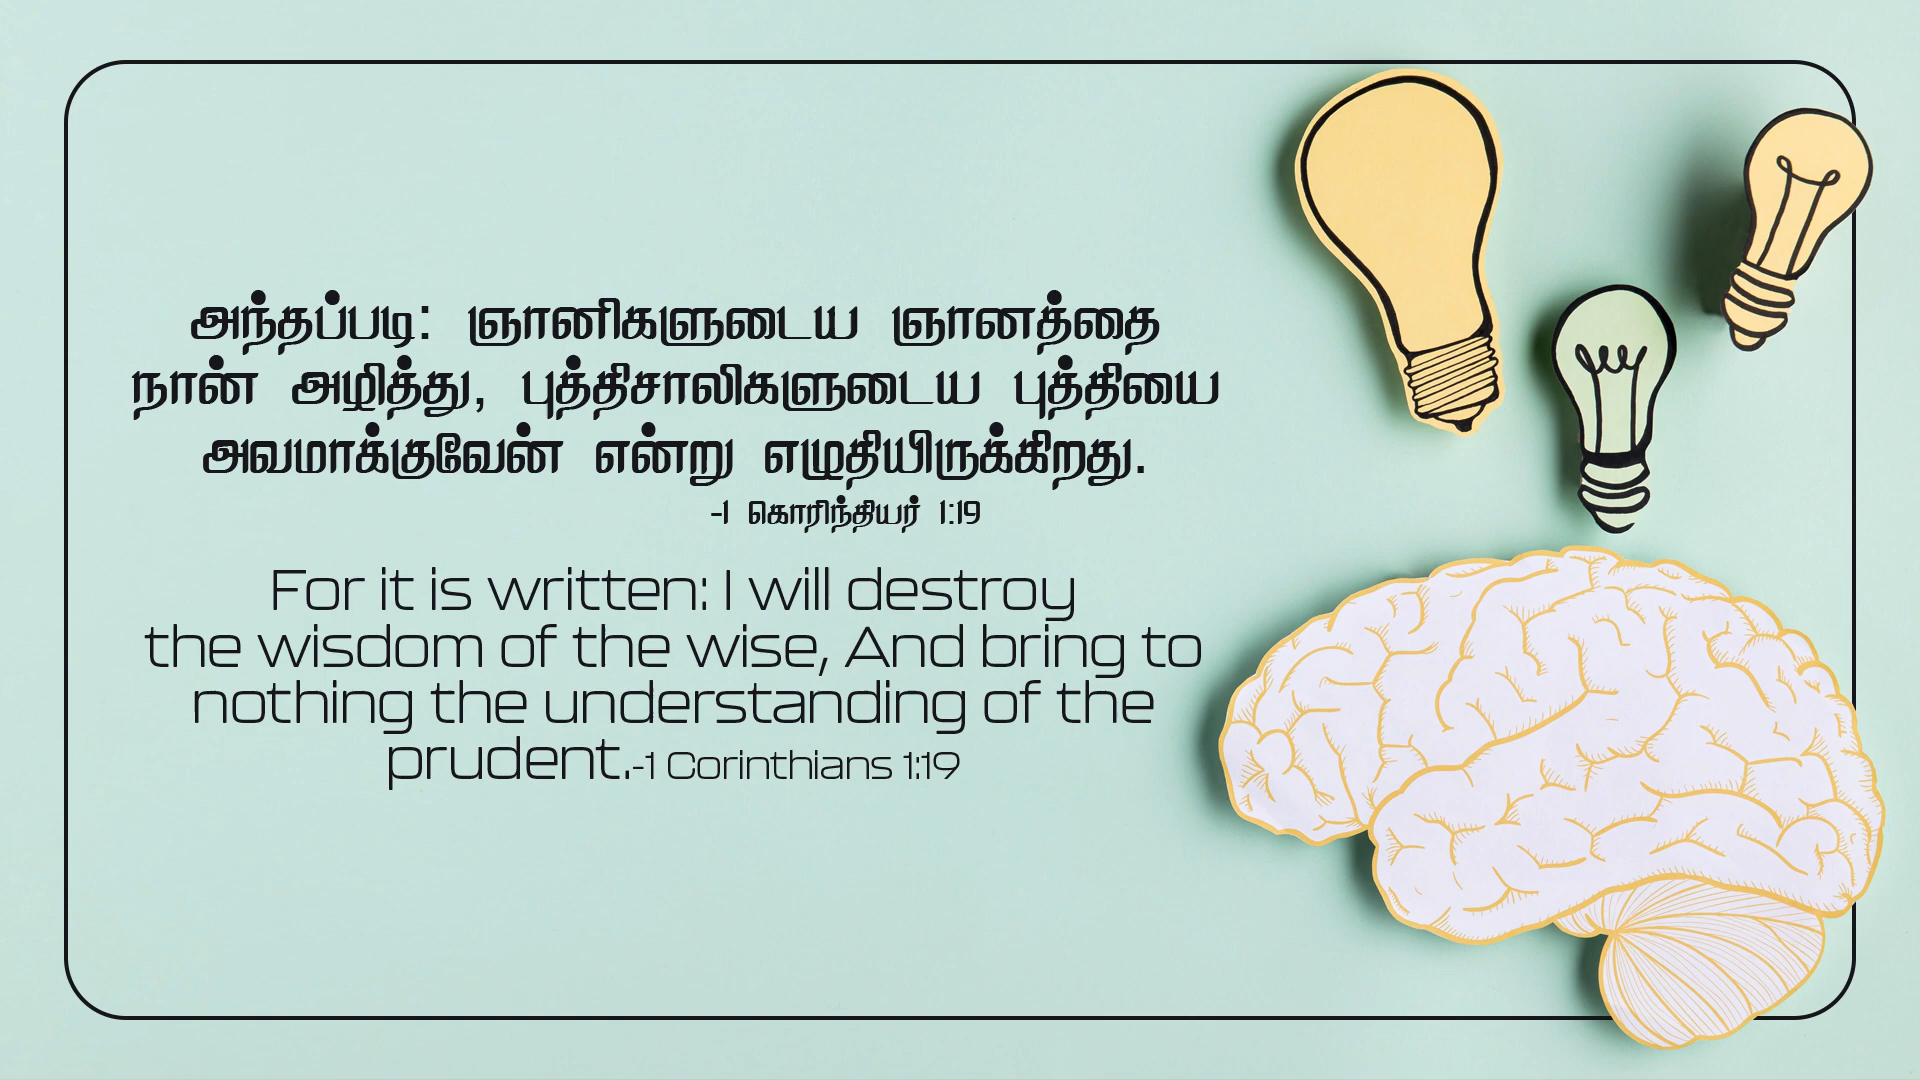 அந்தப்படி: ஞானிகளுடைய ஞானத்தை
நான் அழித்து, புத்திசாலிகளுடைய புத்தியை
அவமாக்குவேன் என்று எழுதியிருக்கிறது.
-1 கொரிந்தியர் 1:19
For it is written: I will destroy
the wisdom of the wise, And bring to
nothing the understanding of the
prudent.-1 Corinthians 1:19